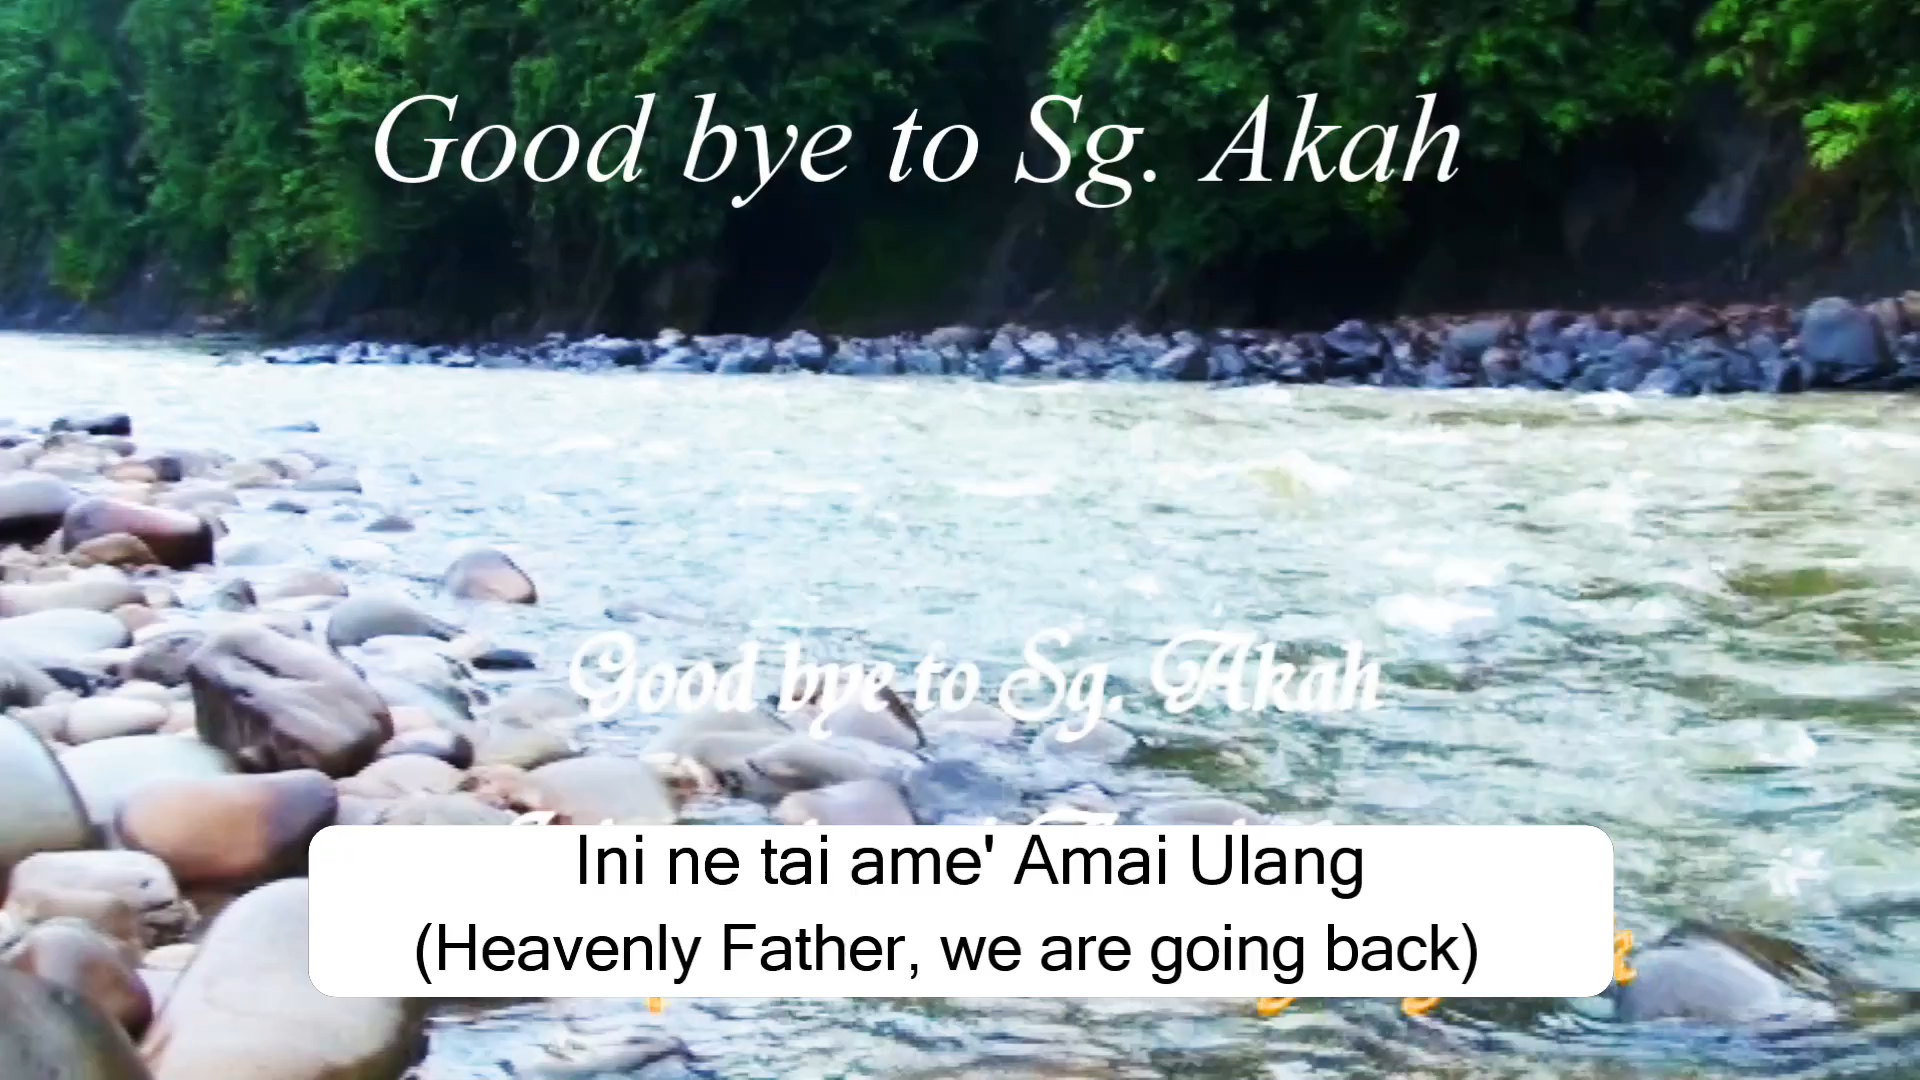 Good bye to Sg. Akah
Good bye to Sg. Akah
Ini ne tai ame' Amai Ulang
(Heavenly Father, we are going back)